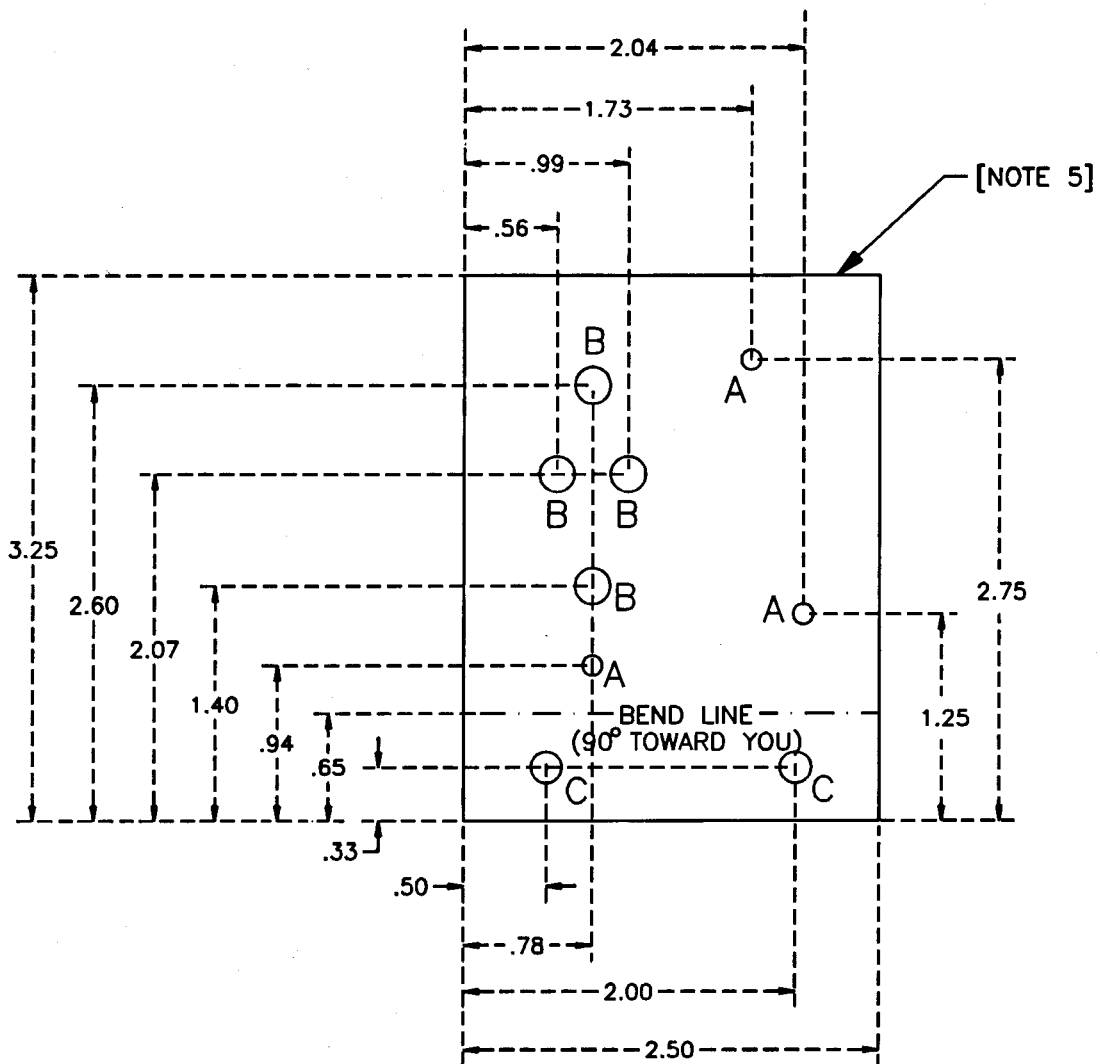 2.04
1.73
.99
[NOTE 5]
.56
B
A
B B
3.25
2.60
2.75
B
A
2.07
A
1.40
BEND LINE
1.25
.94
(90° TOWARD YOU)
.65
C
C
.33
.50
.78
2.00
2.50